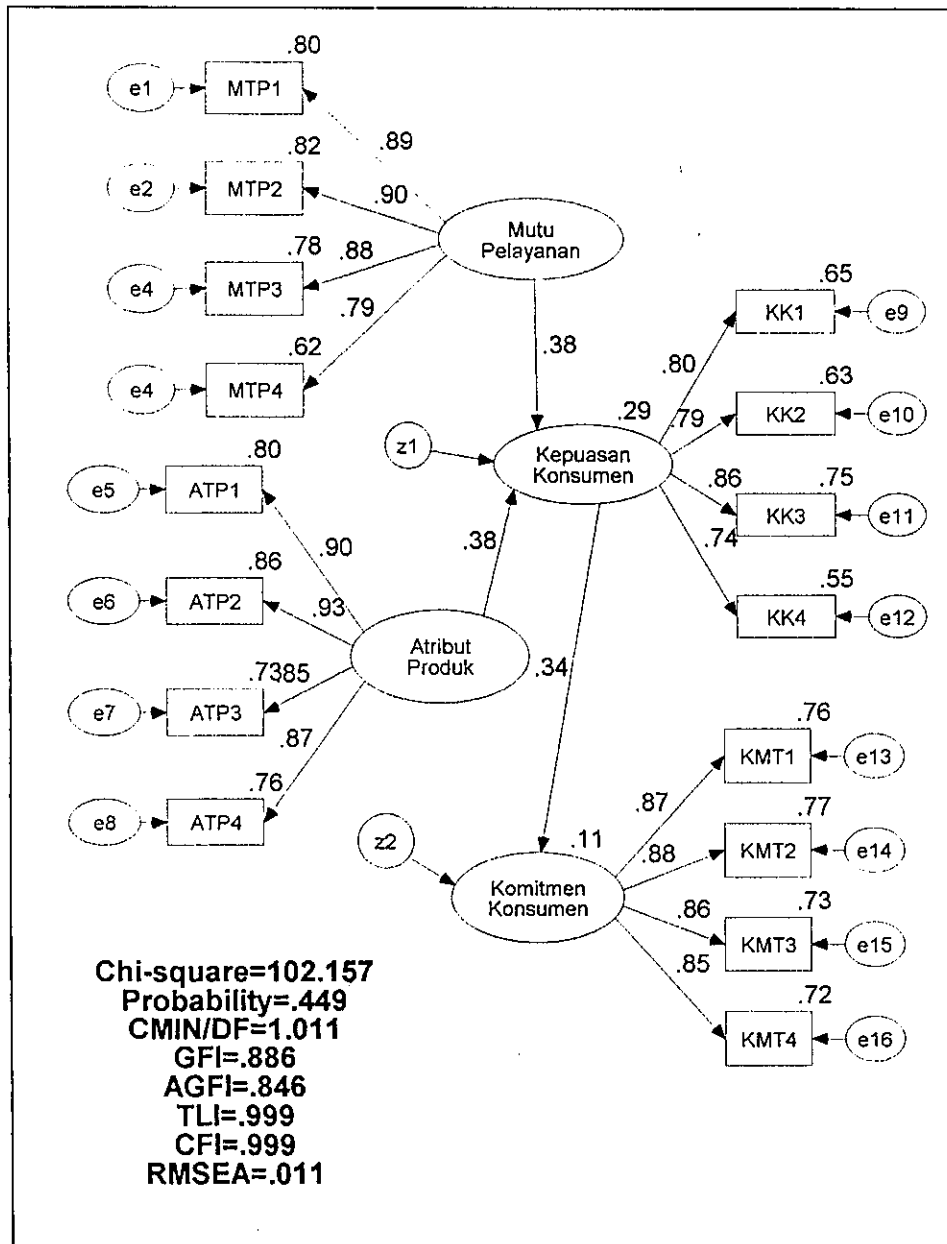 .80
e1
MTP1
.89
.82
e2
MTP2
.90
Mutu
Pelayanan
.78
.88
e4
MTP3
.79
.62
e4
MTP4
.38
.65
KK1
e9
.80
.63
.29
.79
KK2
e10
z1
Kepuasan
Konsumen
.86
.75
KK3
e11
.74
.55
KK4
e12
.80
e5
ATP1
.90
.38
.86
e6
ATP2
.93
Atribut
Produk
.34
.7385
e7
ATP3
.87
.76
e8
ATP4
.76
KMT1
e13
.87
.77
z2
.11
.88
KMT2
e14
Komitmen
Konsumen
.86
.73
KMT3
e15
.85
.72
KMT4
e16
Chi-square=102.157
Probability=.449
CMIN/DF=1.011
GFI=.886
AGFI=.846
TLI=.999
CFI=.999
RMSEA=.011